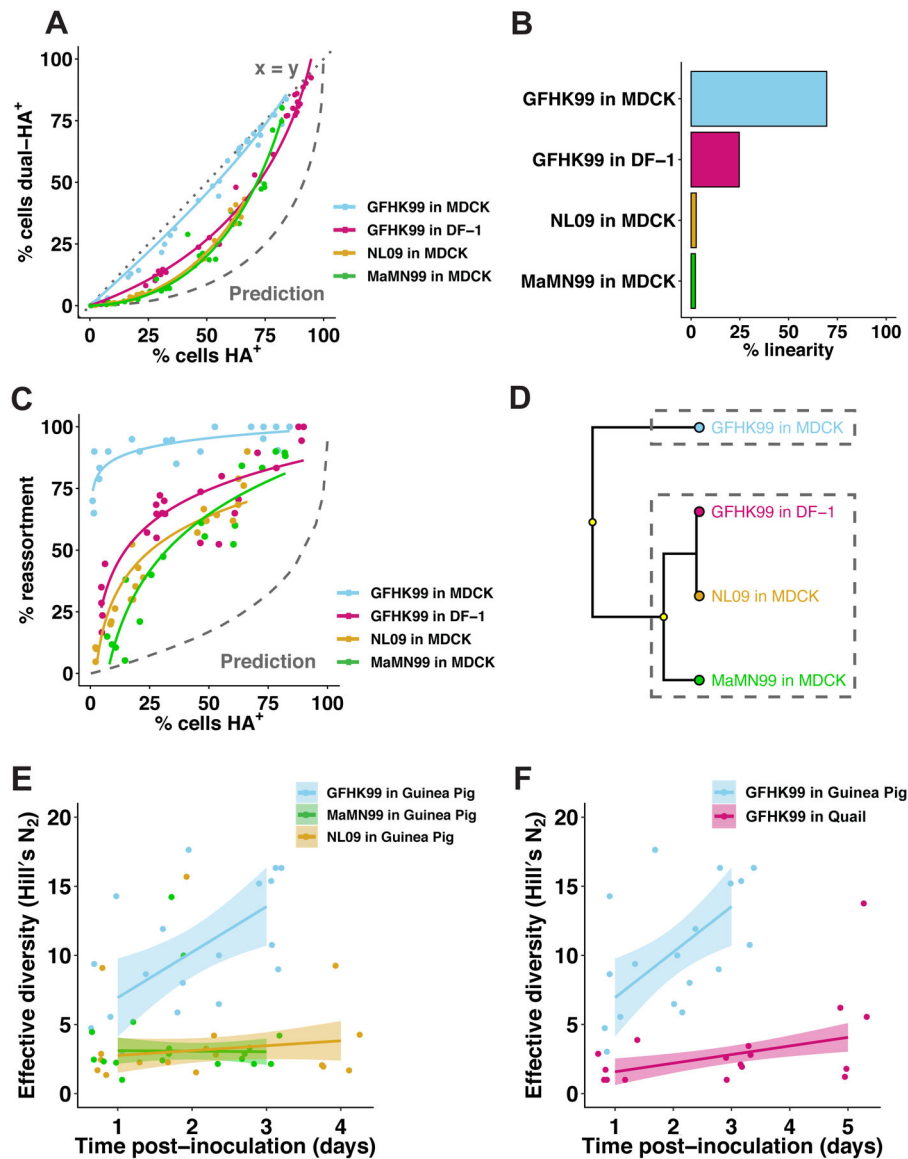 A
% cells dual−HA⁺
100
75
50
25
0
x = y
Prediction
GFHK99 in MDCK
GFHK99 in DF−1
NL09 in MDCK
MaMN99 in MDCK
0 25 50 75 100
% cells HA⁺
B
GFHK99 in MDCK
GFHK99 in DF−1
NL09 in MDCK
MaMN99 in MDCK
0 25 50 75 100
% linearity
C
% reassortment
100
75
50
25
0
Prediction
GFHK99 in MDCK
GFHK99 in DF−1
NL09 in MDCK
MaMN99 in MDCK
0 25 50 75 100
% cells HA⁺
D
GFHK99 in MDCK
GFHK99 in DF−1
NL09 in MDCK
MaMN99 in MDCK
E
GFHK99 in Guinea Pig
MaMN99 in Guinea Pig
NL09 in Guinea Pig
Effective diversity (Hill′s N₂)
20
15
10
5
0
1 2 3 4
Time post−inoculation (days)
F
GFHK99 in Guinea Pig
GFHK99 in Quail
Effective diversity (Hill′s N₂)
20
15
10
5
0
1 2 3 4 5
Time post−inoculation (days)